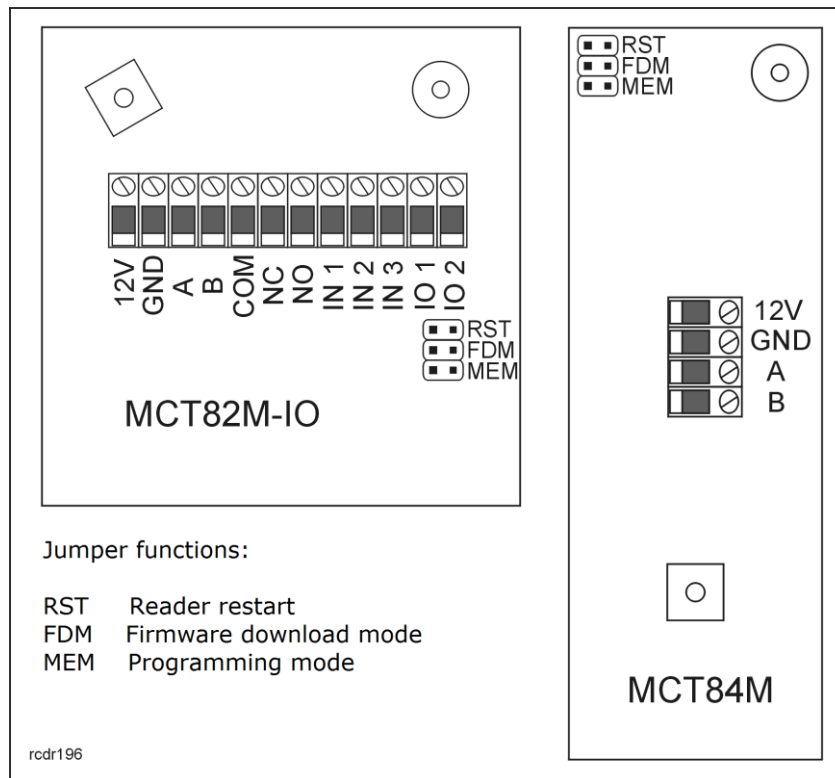 RST
FDM
MEM
12V
GND
A
B
COM
NC
NO
IN 1
IN 2
IN 3
IO 1
IO 2
RST
FDM
MEM
MCT82M-IO
12V
GND
A
B
MCT84M
Jumper functions:
RST Reader restart
FDM Firmware download mode
MEM Programming mode
rcdr196